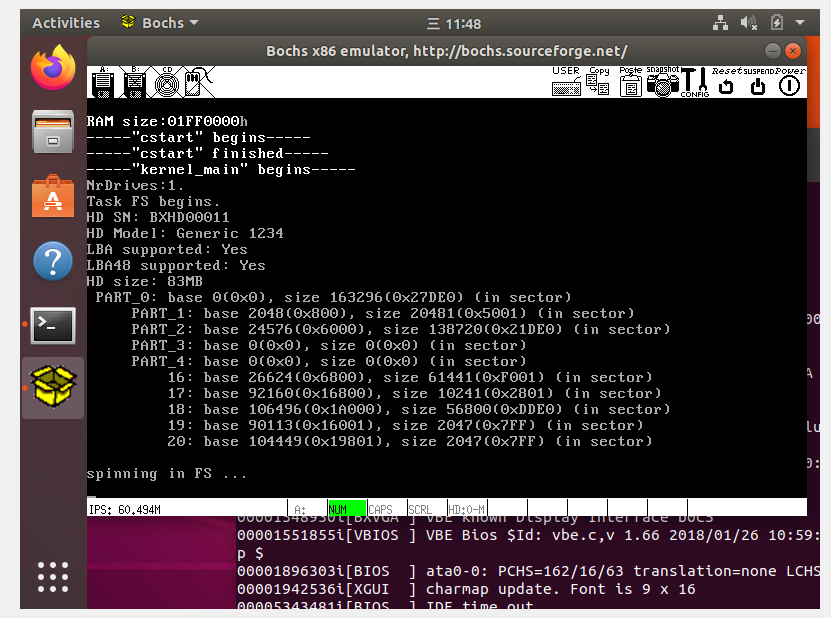 Activities
Bochs
三 11:48
Bochs x86 emulator, http://bochs.sourceforge.net/
A: B: CD
USER Copy Paste snapshot CONFIG Reset SUSPEND Power
RAM size:01FF0000h
-----"cstart" begins-----
-----"cstart" finished-----
-----"kernel_main" begins-----
NrDrives:1.
Task FS begins.
HD SN: BXHD00011
HD Model: Generic 1234
LBA supported: Yes
LBA48 supported: Yes
HD size: 83MB
PART_0: base 0(0x0), size 163296(0x27DE0) (in sector)
PART_1: base 2048(0x800), size 20481(0x5001) (in sector)
PART_2: base 24576(0x6000), size 138720(0x21DE0) (in sector)
PART_3: base 0(0x0), size 0(0x0) (in sector)
PART_4: base 0(0x0), size 0(0x0) (in sector)
16: base 26624(0x6800), size 61441(0xF001) (in sector)
17: base 92160(0x16800), size 10241(0x2801) (in sector)
18: base 106496(0x1A000), size 56800(0xDDE0) (in sector)
19: base 90113(0x16001), size 2047(0x7FF) (in sector)
20: base 104449(0x19801), size 2047(0x7FF) (in sector)
spinning in FS ...
IPS: 60.494M A: NUM CAPS SCRL HD:0-M
00001548930i[BXVGA ] VBE known Display Interface b0c5
00001551855i[VBIOS ] VBE Bios $Id: vbe.c,v 1.66 2018/01/26 10:59:
p $
00001896303i[BIOS  ] ata0-0: PCHS=162/16/63 translation=none LCHS
00001942536i[XGUI  ] charmap update. Font is 9 x 16
00005343481i[BIOS  ] IDE time out